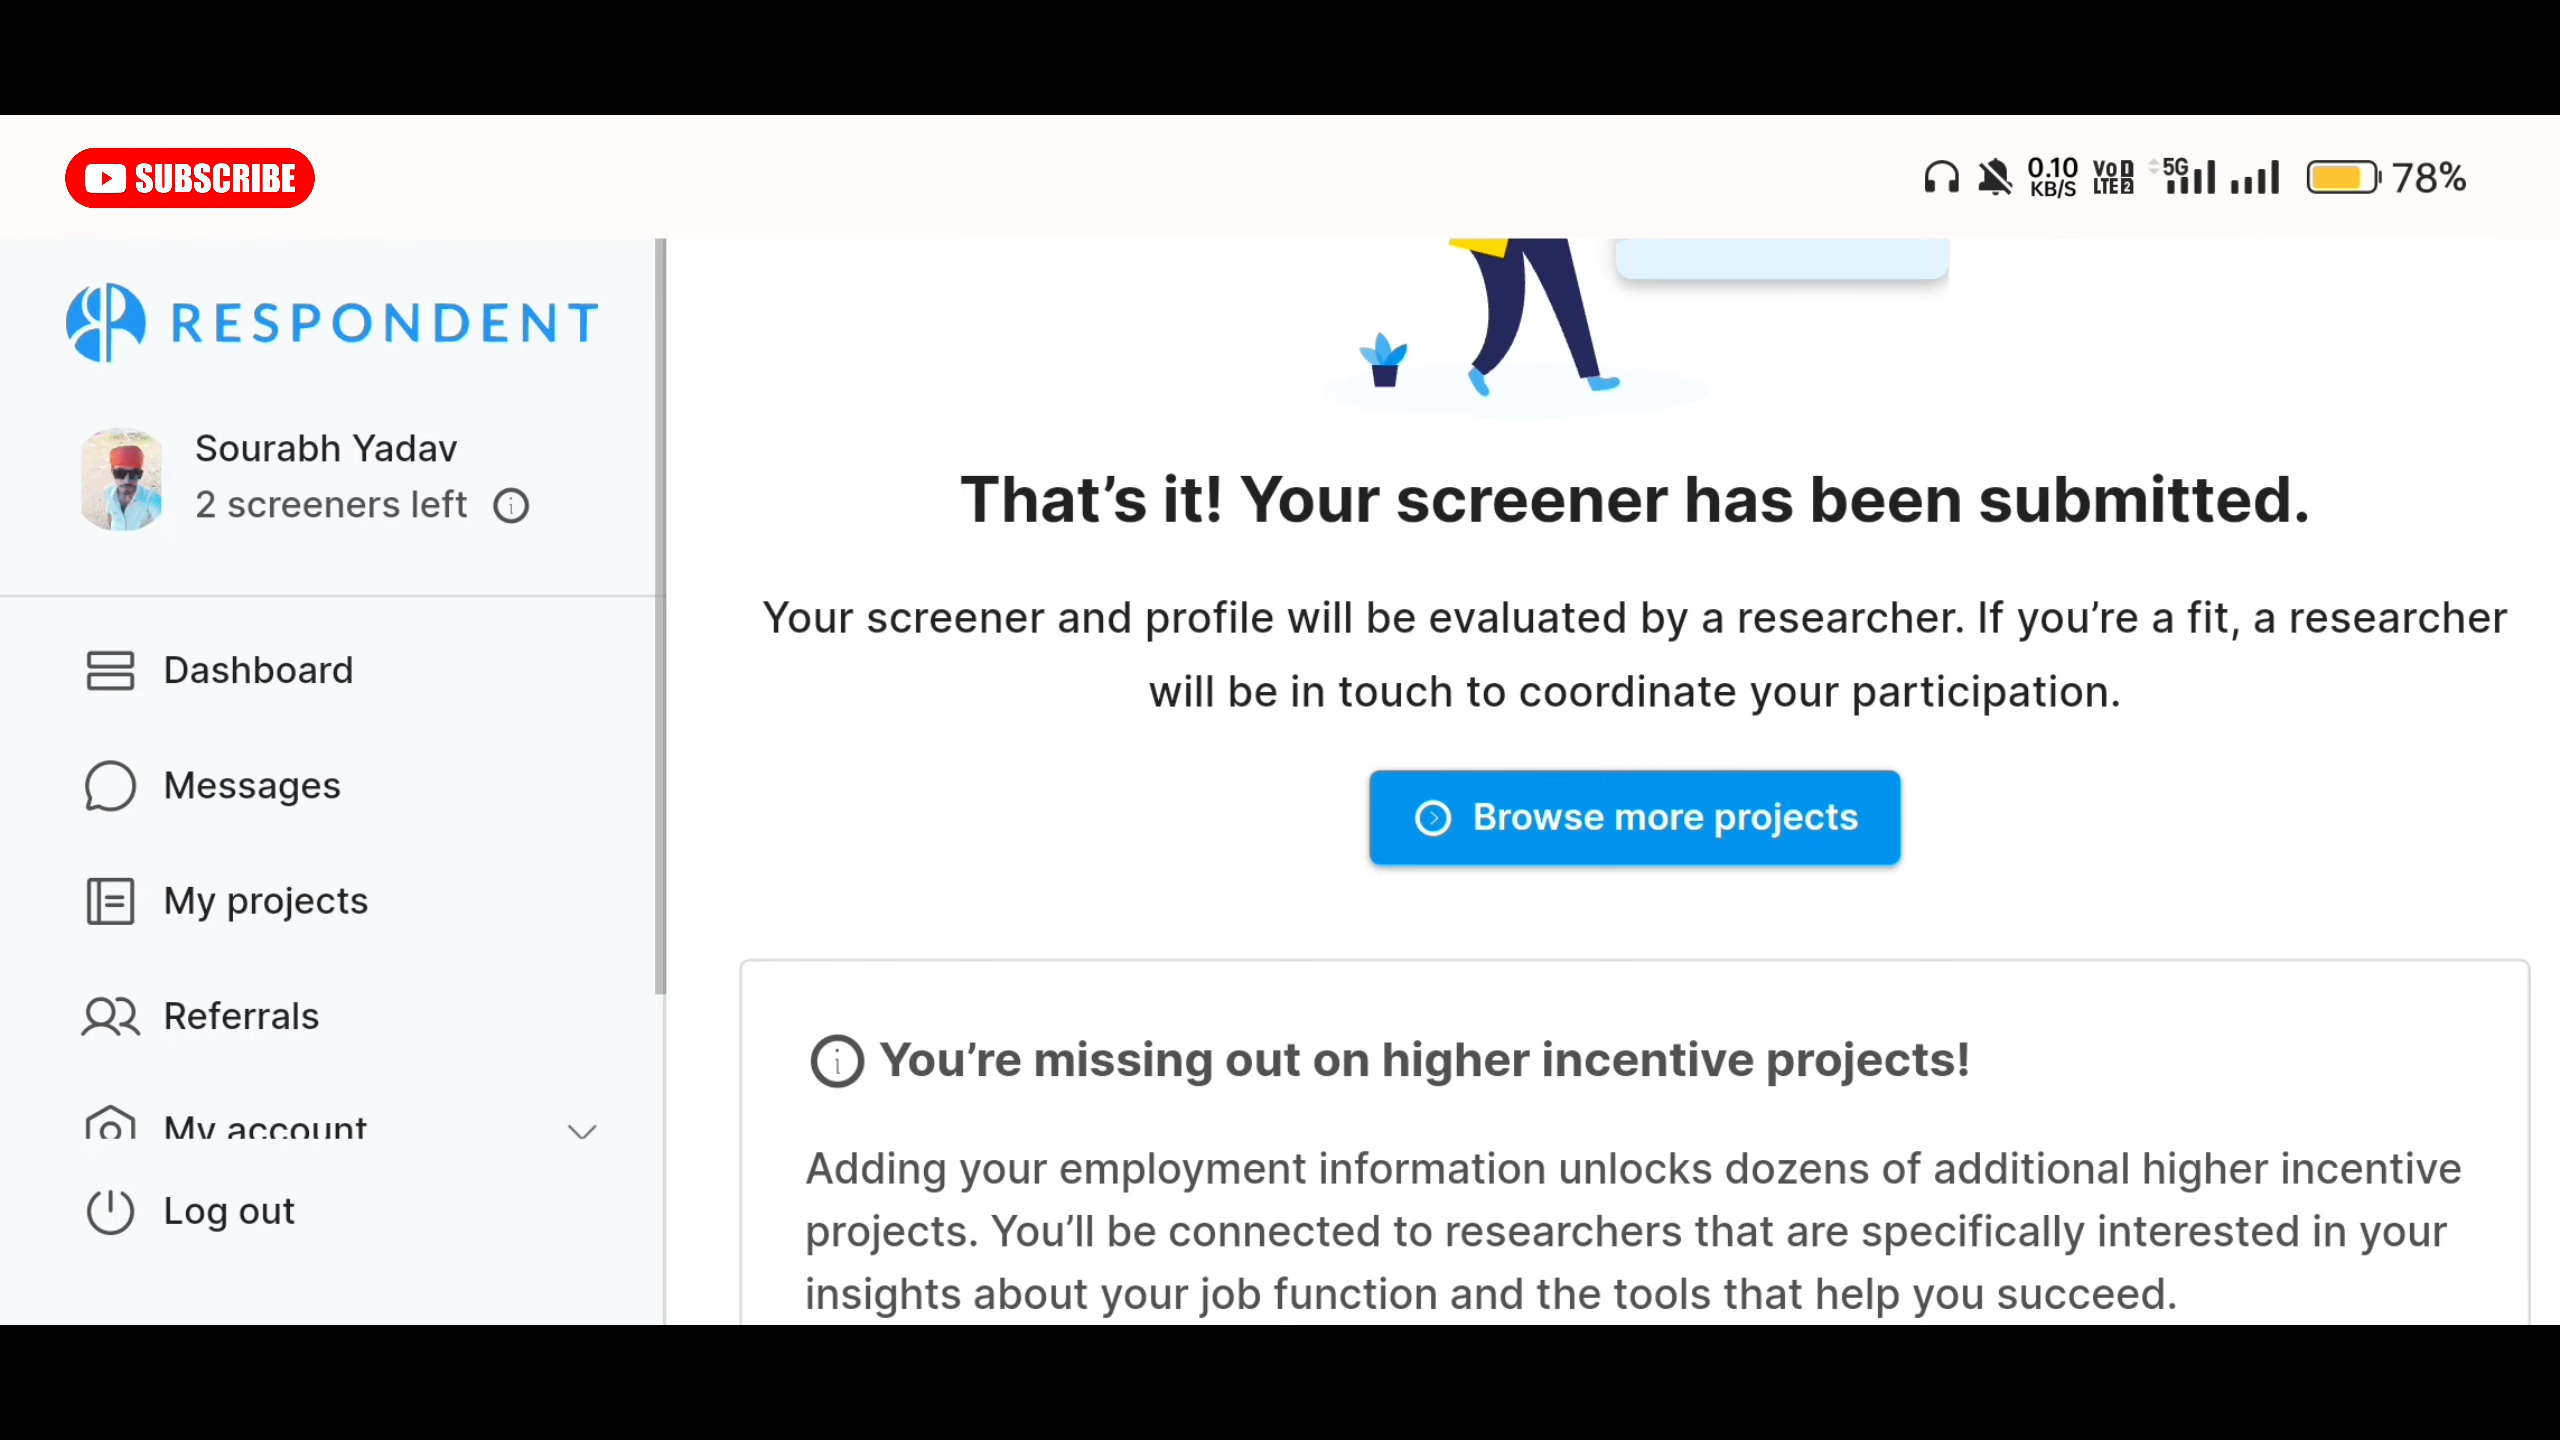 SUBSCRIBE
0.10 KB/S
VoD LTE 2
5G
78%
RESPONDENT
Sourabh Yadav
2 screeners left
Dashboard
Messages
My projects
Referrals
My account
Log out
That’s it! Your screener has been submitted.
Your screener and profile will be evaluated by a researcher. If you’re a fit, a researcher
will be in touch to coordinate your participation.
Browse more projects
You’re missing out on higher incentive projects!
Adding your employment information unlocks dozens of additional higher incentive
projects. You’ll be connected to researchers that are specifically interested in your
insights about your job function and the tools that help you succeed.